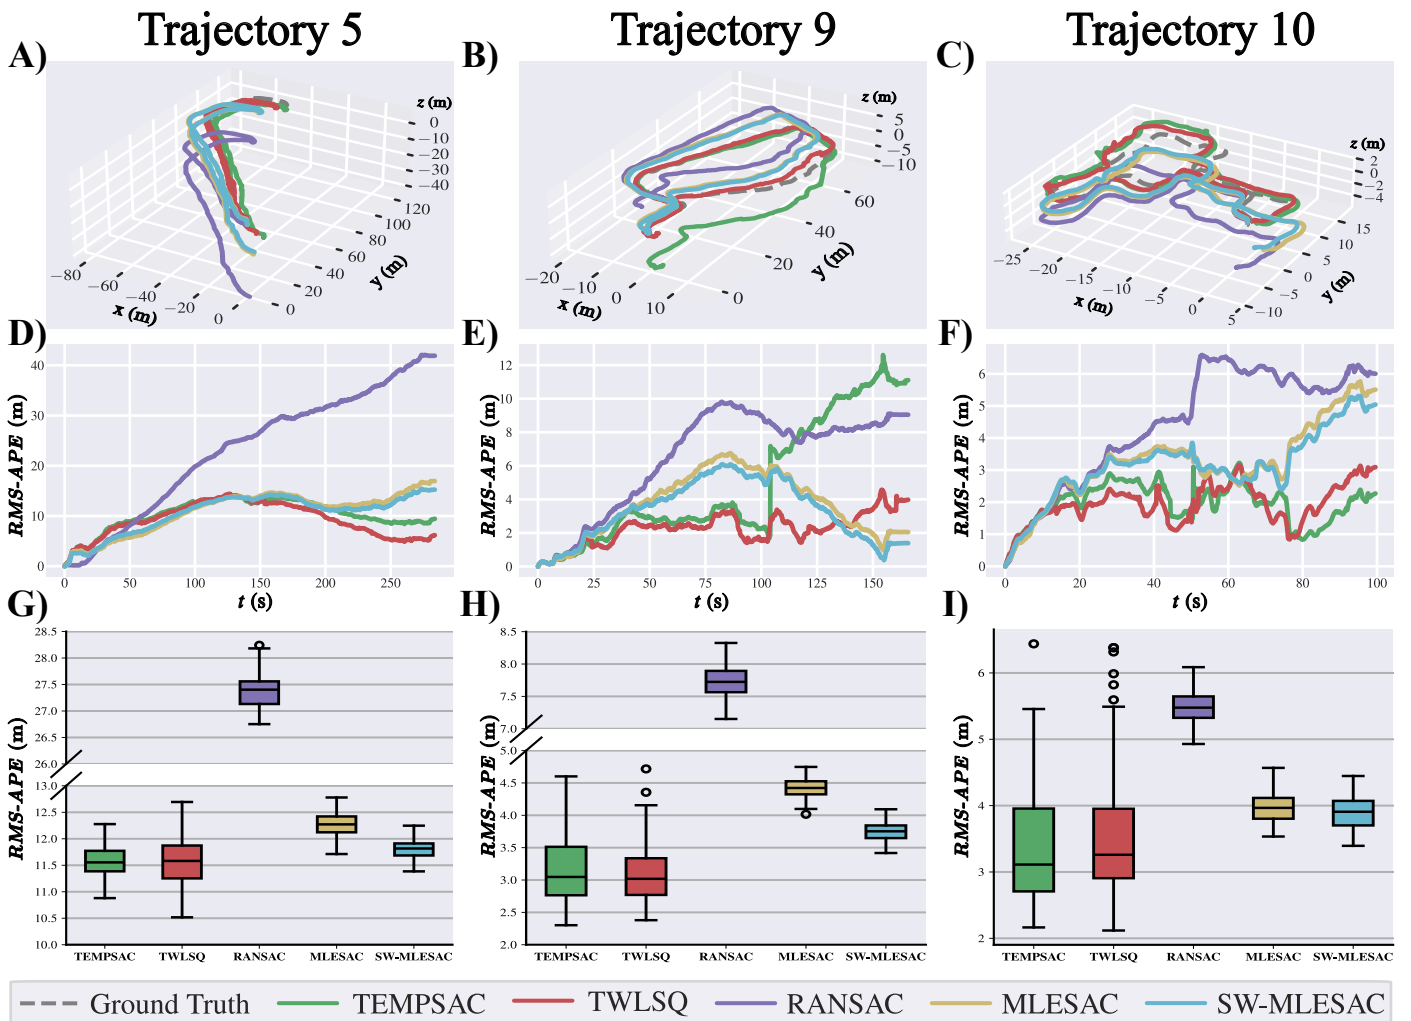 Trajectory 5
Trajectory 9
Trajectory 10
A)
B)
C)
z (m)
0
−10
−20
−30
−40
120
100
80
60
40
20
0
y (m)
−80
−60
−40
−20
0
x (m)
z (m)
5
0
−5
−10
60
40
20
0
y (m)
−20
−10
0
10
x (m)
z (m)
2
0
−2
−4
15
10
5
0
−5
−10
y (m)
−25
−20
−15
−10
−5
0
5
x (m)
D)
E)
F)
RMS-APE (m)
40
30
20
10
0
0 50 100 150 200 250
t (s)
RMS-APE (m)
12
10
8
6
4
2
0
0 25 50 75 100 125 150
t (s)
RMS-APE (m)
6
5
4
3
2
1
0
0 20 40 60 80 100
t (s)
G)
H)
I)
RMS-APE (m)
28.5
28.0
27.5
27.0
26.5
26.0
13.0
12.5
12.0
11.5
11.0
10.5
10.0
TEMPSAC TWLSQ RANSAC MLESAC SW-MLESAC
RMS-APE (m)
8.5
8.0
7.5
7.0
5.0
4.5
4.0
3.5
3.0
2.5
2.0
TEMPSAC TWLSQ RANSAC MLESAC SW-MLESAC
RMS-APE (m)
6
5
4
3
2
TEMPSAC TWLSQ RANSAC MLESAC SW-MLESAC
Ground Truth TEMPSAC TWLSQ RANSAC MLESAC SW-MLESAC